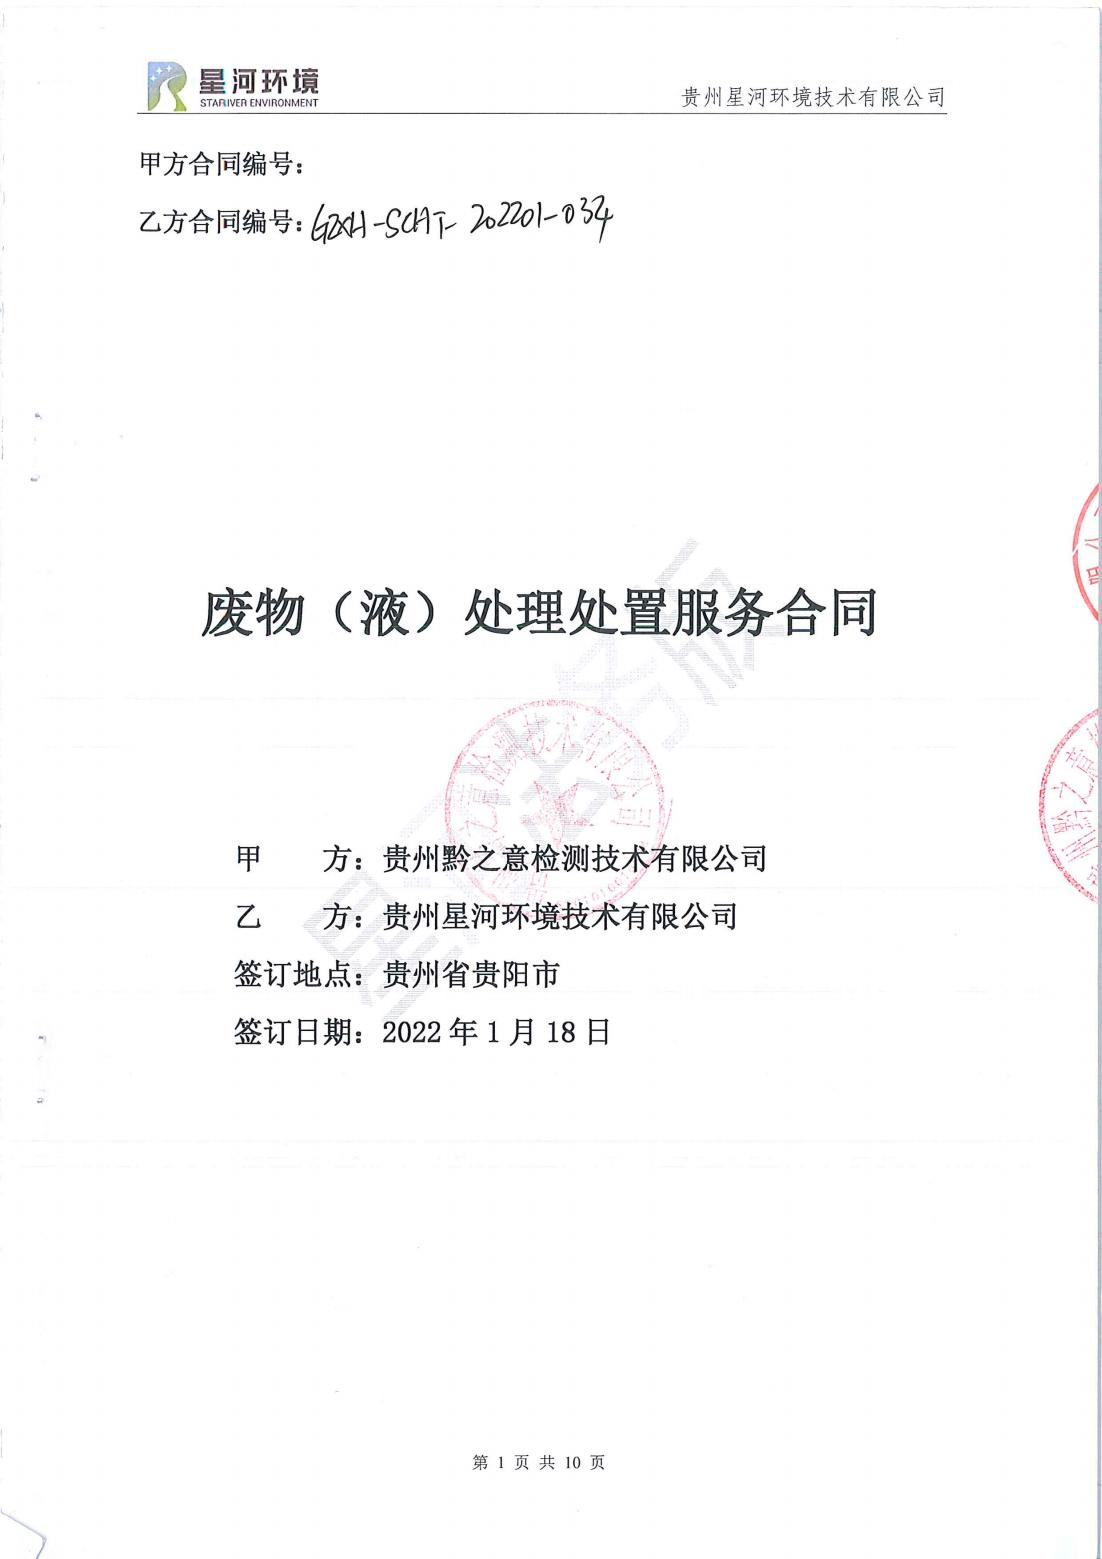 星河环境
STARIVER ENVIRONMENT
贵州星河环境技术有限公司
甲方合同编号：
乙方合同编号：GZXH-SCHT-202201-034
废物（液）处理处置服务合同
甲 方：贵州黔之意检测技术有限公司
乙 方：贵州星河环境技术有限公司
签订地点：贵州省贵阳市
签订日期：2022年1月18日
第 1 页 共 10 页